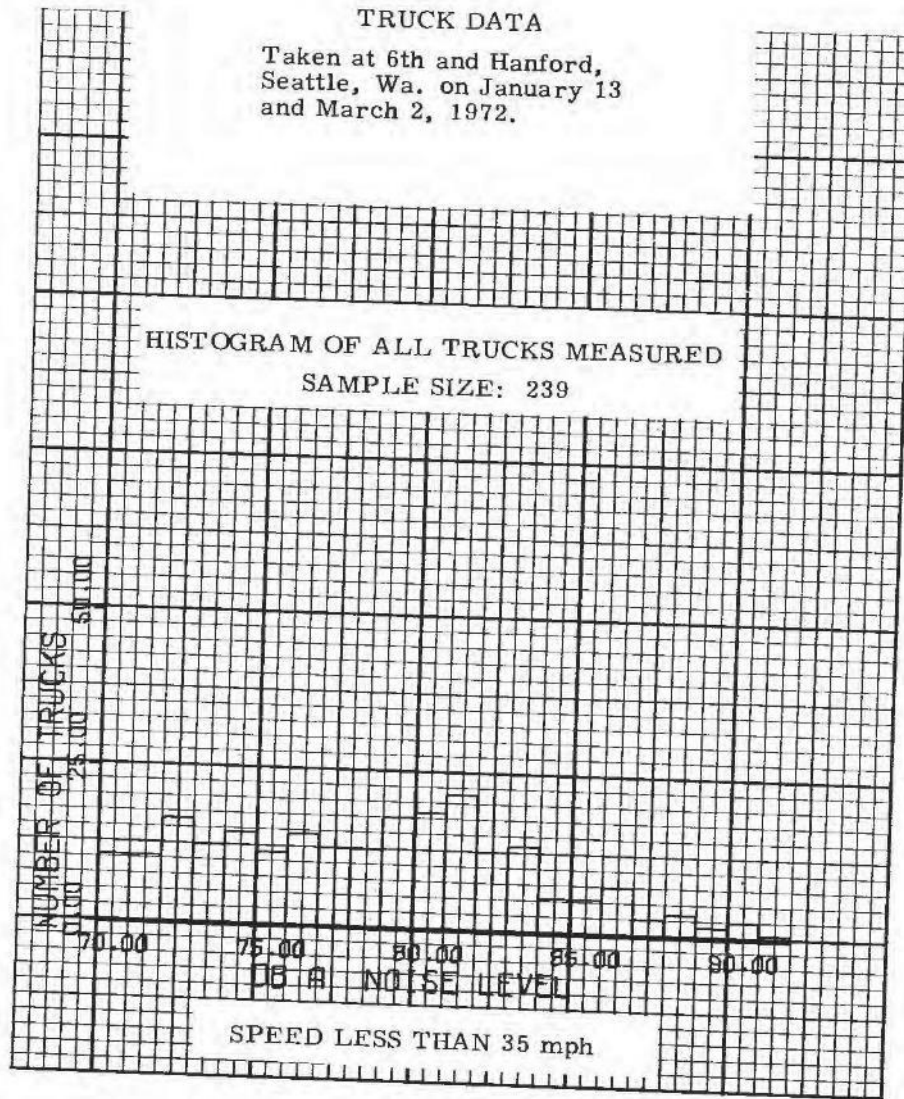 TRUCK DATA
Taken at 6th and Hanford,
Seattle, Wa. on January 13
and March 2, 1972.
HISTOGRAM OF ALL TRUCKS MEASURED
SAMPLE SIZE: 239
NUMBER OF TRUCKS
0.00 25.00 50.00
70.00 75.00 80.00 85.00 90.00
DB A NOISE LEVEL
SPEED LESS THAN 35 mph